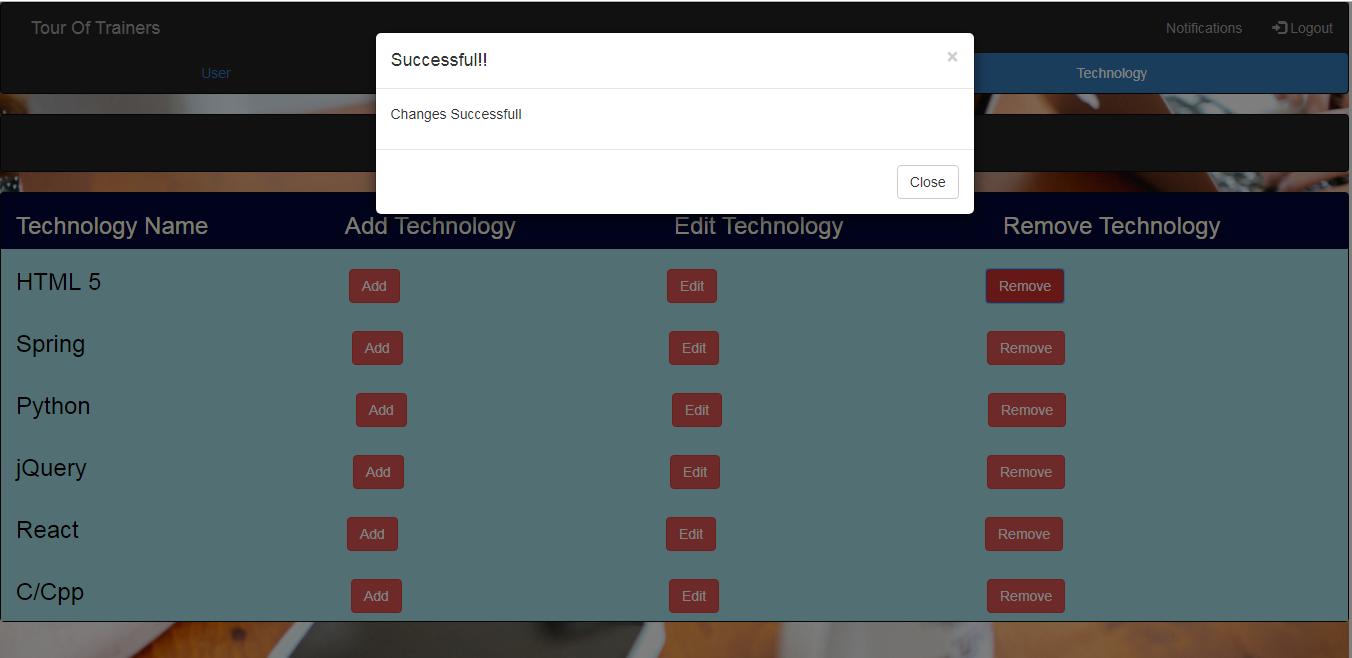 Tour Of Trainers
Notifications Logout
User Technology
Successful!! ×
Changes Successfull
Close
Technology Name Add Technology Edit Technology Remove Technology
HTML 5 Add Edit Remove
Spring Add Edit Remove
Python Add Edit Remove
jQuery Add Edit Remove
React Add Edit Remove
C/Cpp Add Edit Remove